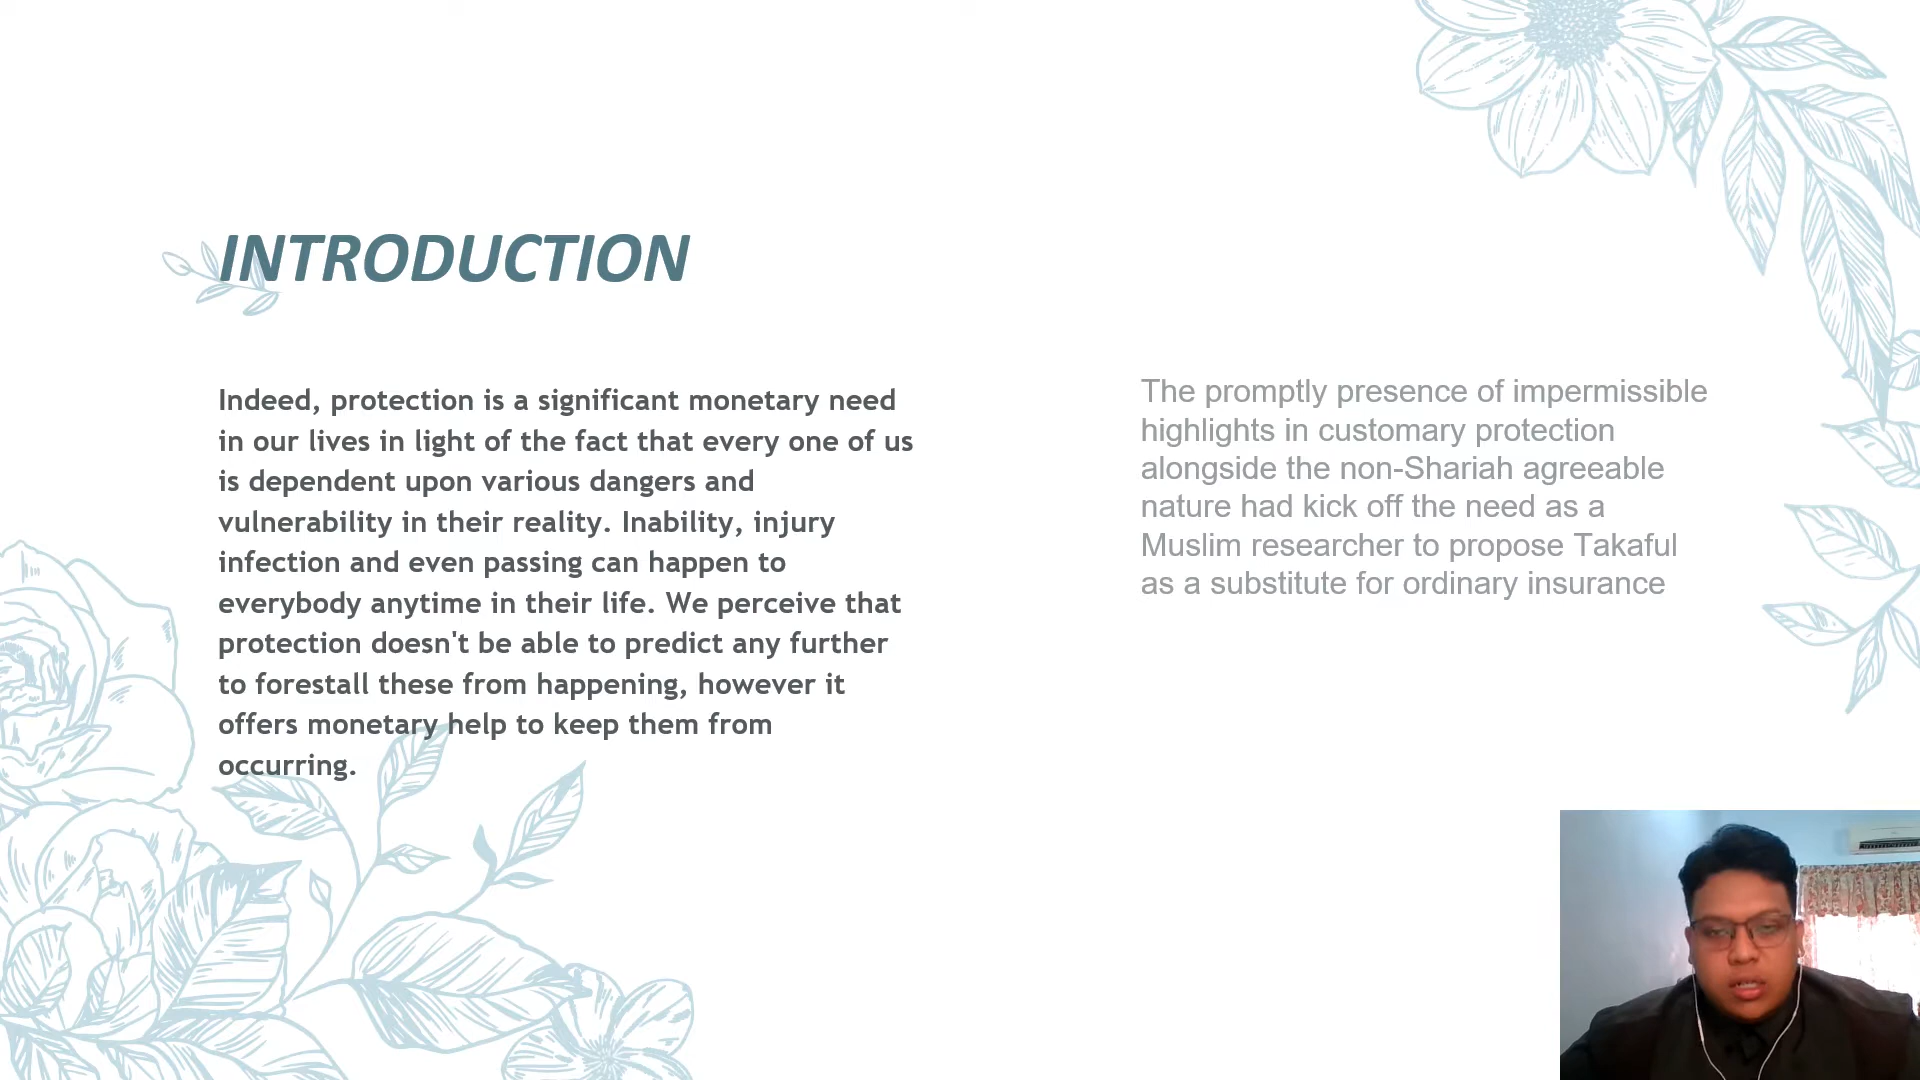 INTRODUCTION
Indeed, protection is a significant monetary need
in our lives in light of the fact that every one of us
is dependent upon various dangers and
vulnerability in their reality. Inability, injury
infection and even passing can happen to
everybody anytime in their life. We perceive that
protection doesn't be able to predict any further
to forestall these from happening, however it
offers monetary help to keep them from
occurring.
The promptly presence of impermissible
highlights in customary protection
alongside the non-Shariah agreeable
nature had kick off the need as a
Muslim researcher to propose Takaful
as a substitute for ordinary insurance